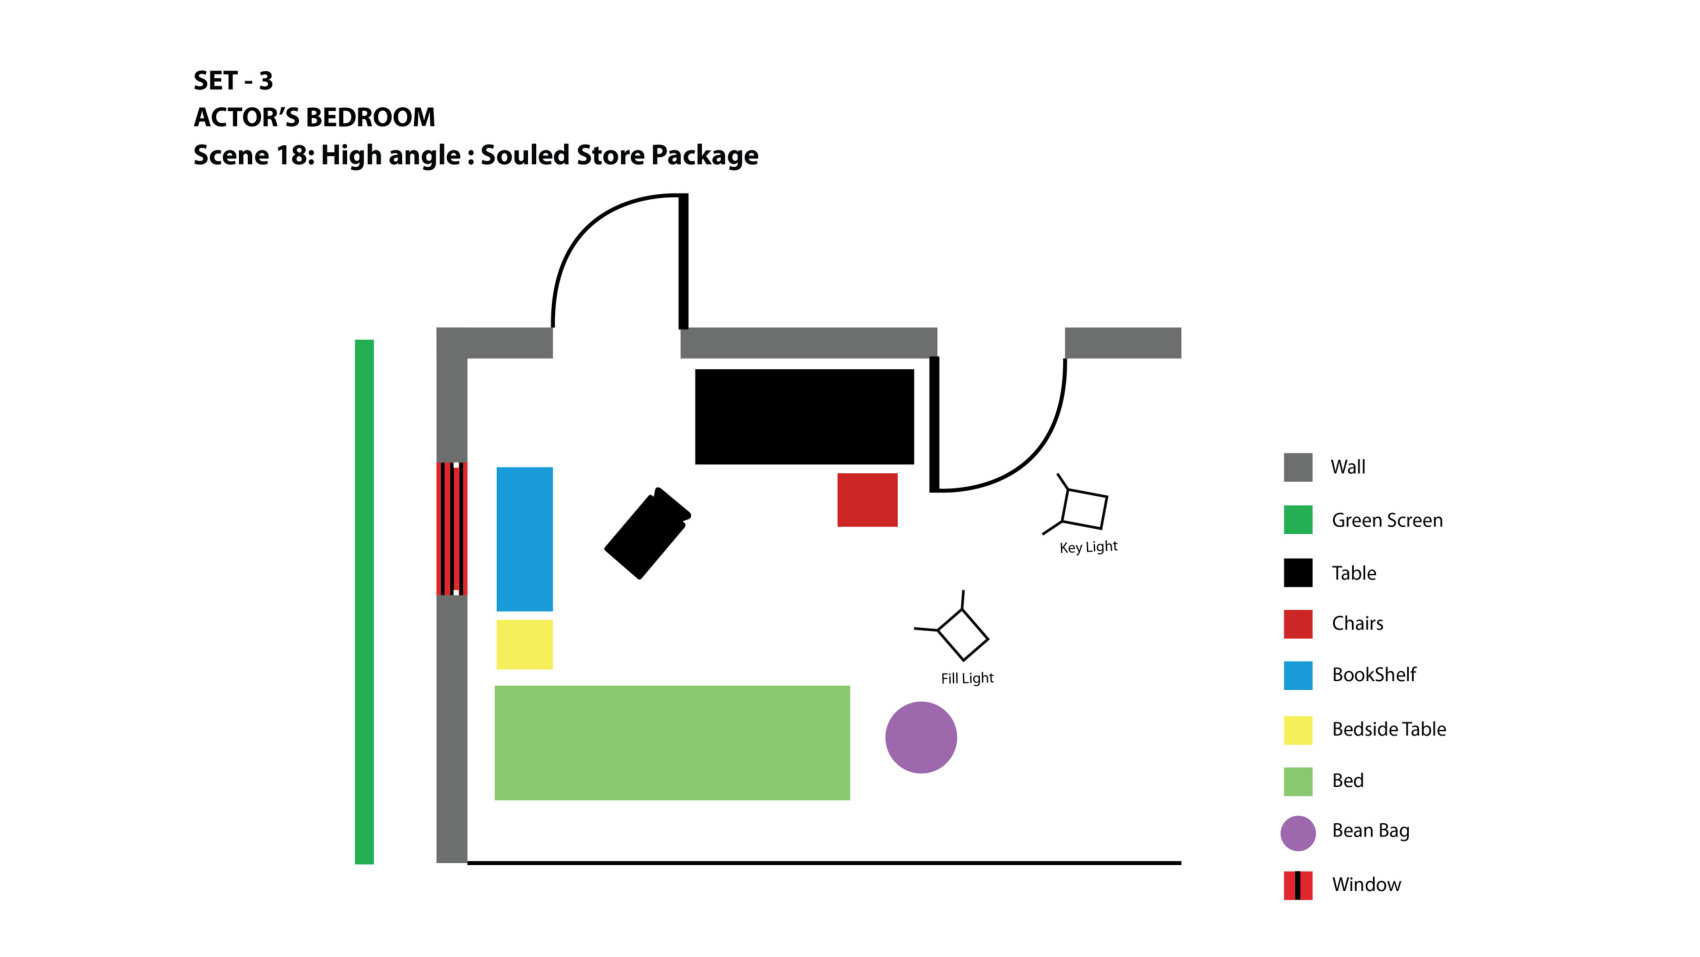 SET - 3
ACTOR’S BEDROOM
Scene 18: High angle : Souled Store Package
Key Light
Fill Light
Wall
Green Screen
Table
Chairs
BookShelf
Bedside Table
Bed
Bean Bag
Window